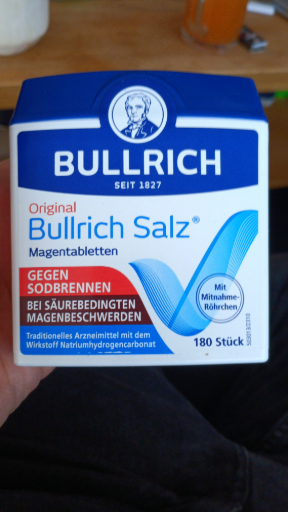 BULLRICH
SEIT 1827
Original
Bullrich Salz®
Magentabletten
GEGEN
SODBRENNEN
BEI SÄUREBEDINGTEN
MAGENBESCHWERDEN
Traditionelles Arzneimittel mit dem
Wirkstoff Natriumhydrogencarbonat
Mit
Mitnahme-
Röhrchen
180 Stück